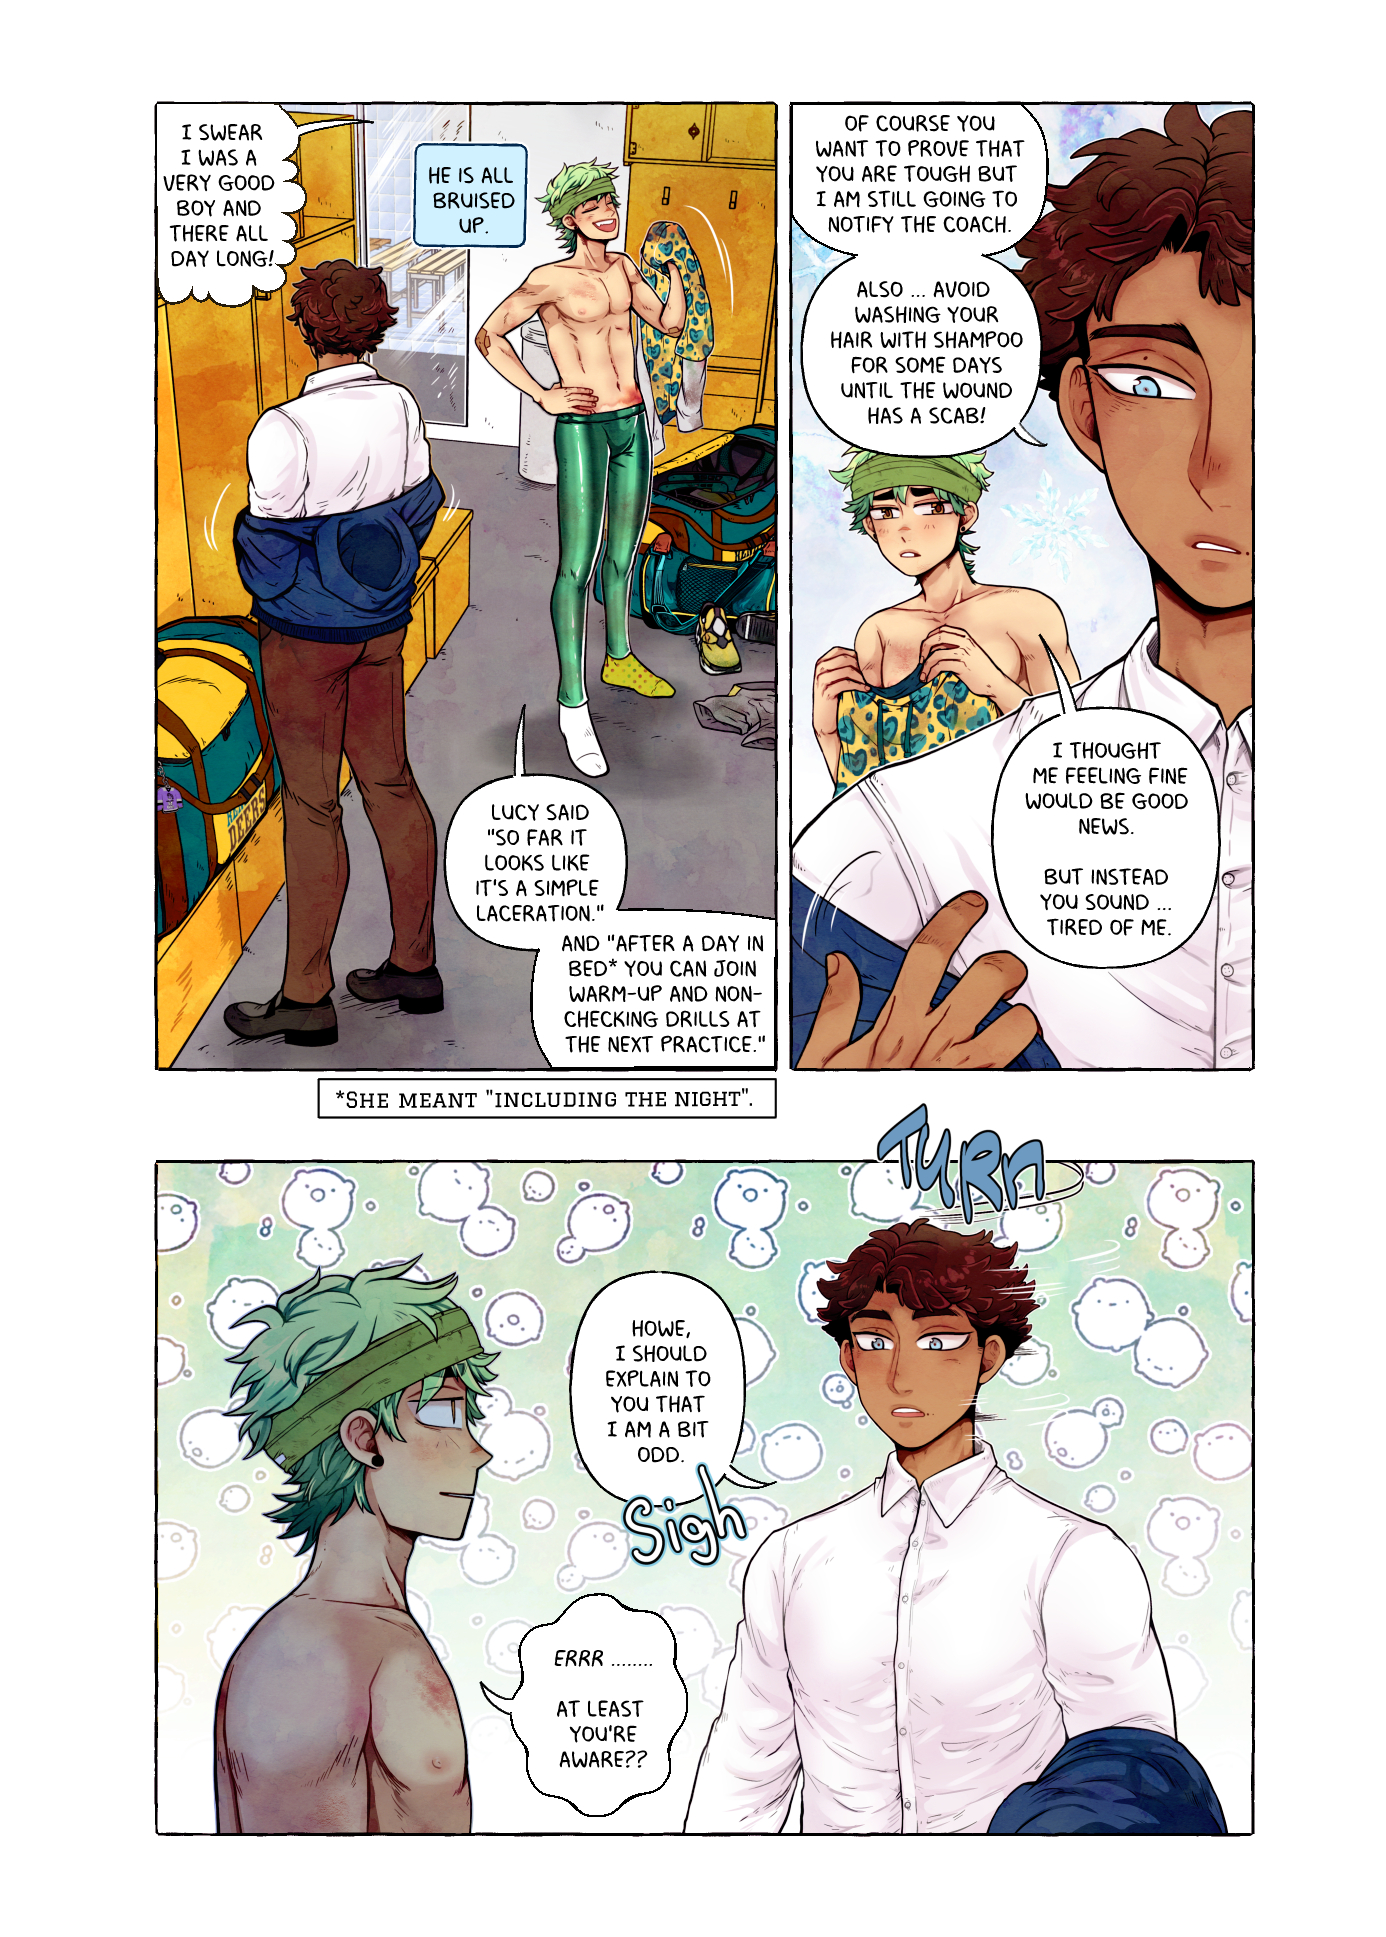 I SWEAR
I WAS A
VERY GOOD
BOY AND
THERE ALL
DAY LONG!
HE IS ALL
BRUISED
UP.
LUCY SAID
"SO FAR IT
LOOKS LIKE
IT'S A SIMPLE
LACERATION."
AND "AFTER A DAY IN
BED* YOU CAN JOIN
WARM-UP AND NON-
CHECKING DRILLS AT
THE NEXT PRACTICE."
DEERS
*SHE MEANT "INCLUDING THE NIGHT".
OF COURSE YOU
WANT TO PROVE THAT
YOU ARE TOUGH BUT
I AM STILL GOING TO
NOTIFY THE COACH.
ALSO ... AVOID
WASHING YOUR
HAIR WITH SHAMPOO
FOR SOME DAYS
UNTIL THE WOUND
HAS A SCAB!
I THOUGHT
ME FEELING FINE
WOULD BE GOOD
NEWS.
BUT INSTEAD
YOU SOUND ...
TIRED OF ME.
TURN
HOWE,
I SHOULD
EXPLAIN TO
YOU THAT
I AM A BIT
ODD.
Sigh
ERRR ........
AT LEAST
YOU'RE
AWARE??